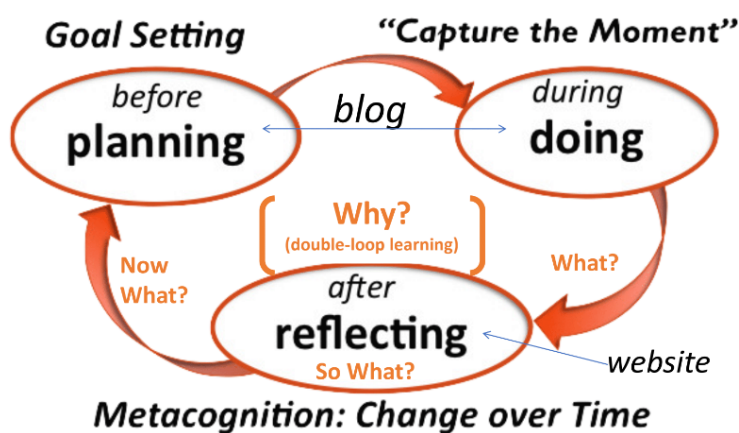 Goal Setting
“Capture the Moment”
before
planning
blog
during
doing
Why?
(double-loop learning)
Now
What?
What?
after
reflecting
So What?
website
Metacognition: Change over Time